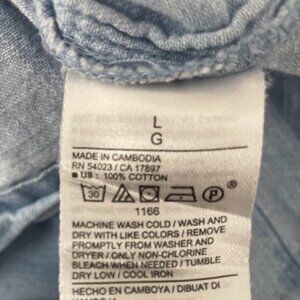 L
G
MADE IN CAMBODIA
RN 54023 / CA 17897
■ US : 100% COTTON
30 P ®
1166
MACHINE WASH COLD / WASH AND
DRY WITH LIKE COLORS / REMOVE
PROMPTLY FROM WASHER AND
DRYER / ONLY NON-CHLORINE
BLEACH WHEN NEEDED / TUMBLE
DRY LOW / COOL IRON
HECHO EN CAMBOYA / DIBUAT DI